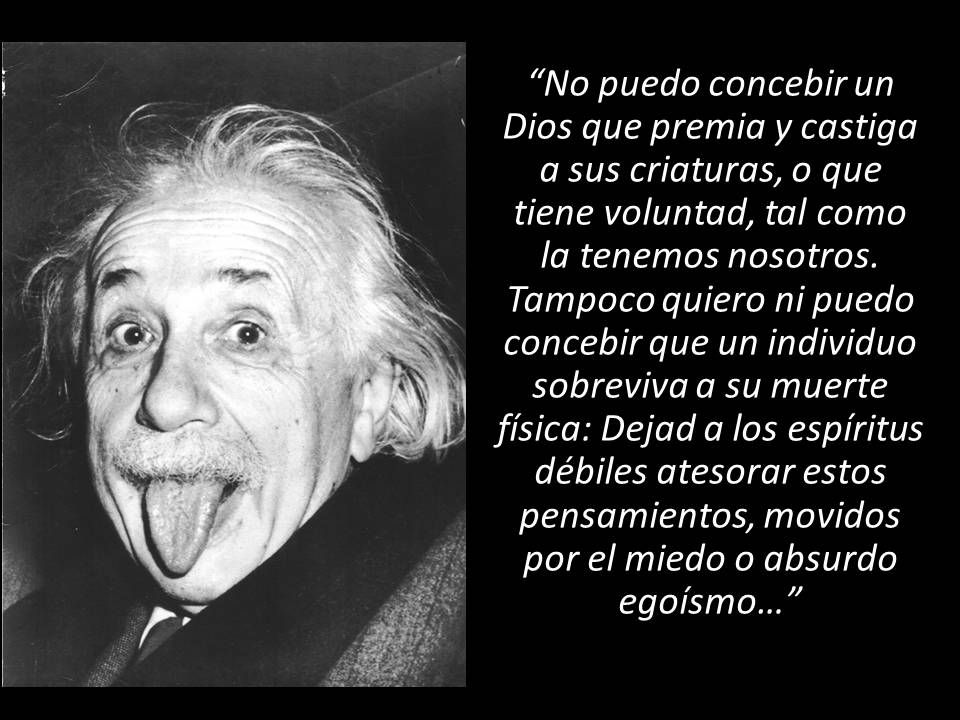 “No puedo concebir un
Dios que premia y castiga
a sus criaturas, o que
tiene voluntad, tal como
la tenemos nosotros.
Tampoco quiero ni puedo
concebir que un individuo
sobreviva a su muerte
física: Dejad a los espíritus
débiles atesorar estos
pensamientos, movidos
por el miedo o absurdo
egoísmo…”